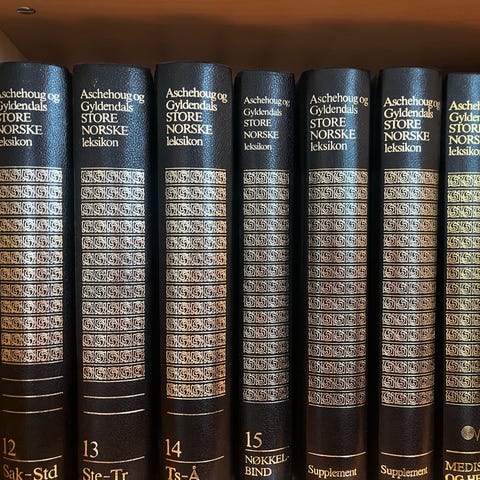 Aschehoug og
Gyldendals
STORE
NORSKE
leksikon
12
Sak-Std
Aschehoug og
Gyldendals
STORE
NORSKE
leksikon
13
Ste-Tr
Aschehoug og
Gyldendals
STORE
NORSKE
leksikon
14
Ts-Å
Aschehoug og
Gyldendals
STORE
NORSKE
leksikon
15
NØKKEL-
BIND
Aschehoug og
Gyldendals
STORE
NORSKE
leksikon
Supplement
Aschehoug og
Gyldendals
STORE
NORSKE
leksikon
Supplement
STORE
NORSKE